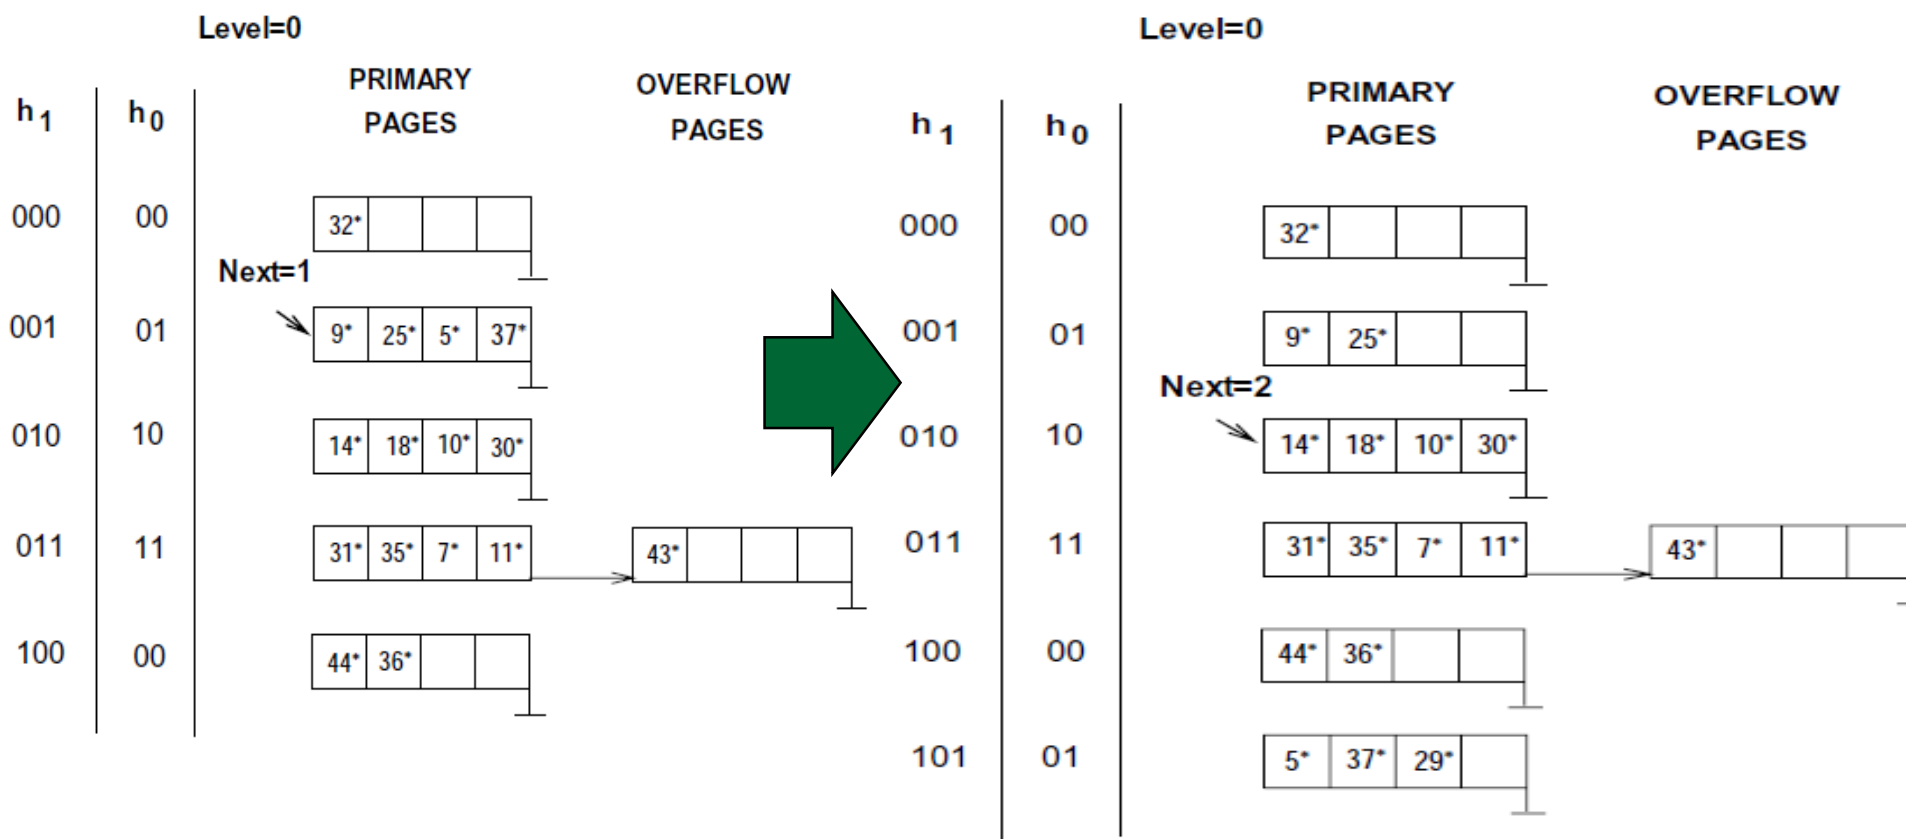 Level=0
PRIMARY PAGES
OVERFLOW PAGES
h1 h0
000 00 32*
Next=1
001 01 9* 25* 5* 37*
010 10 14* 18* 10* 30*
011 11 31* 35* 7* 11* 43*
100 00 44* 36*
Level=0
PRIMARY PAGES
OVERFLOW PAGES
h1 h0
000 00 32*
001 01 9* 25*
Next=2
010 10 14* 18* 10* 30*
011 11 31* 35* 7* 11* 43*
100 00 44* 36*
101 01 5* 37* 29*